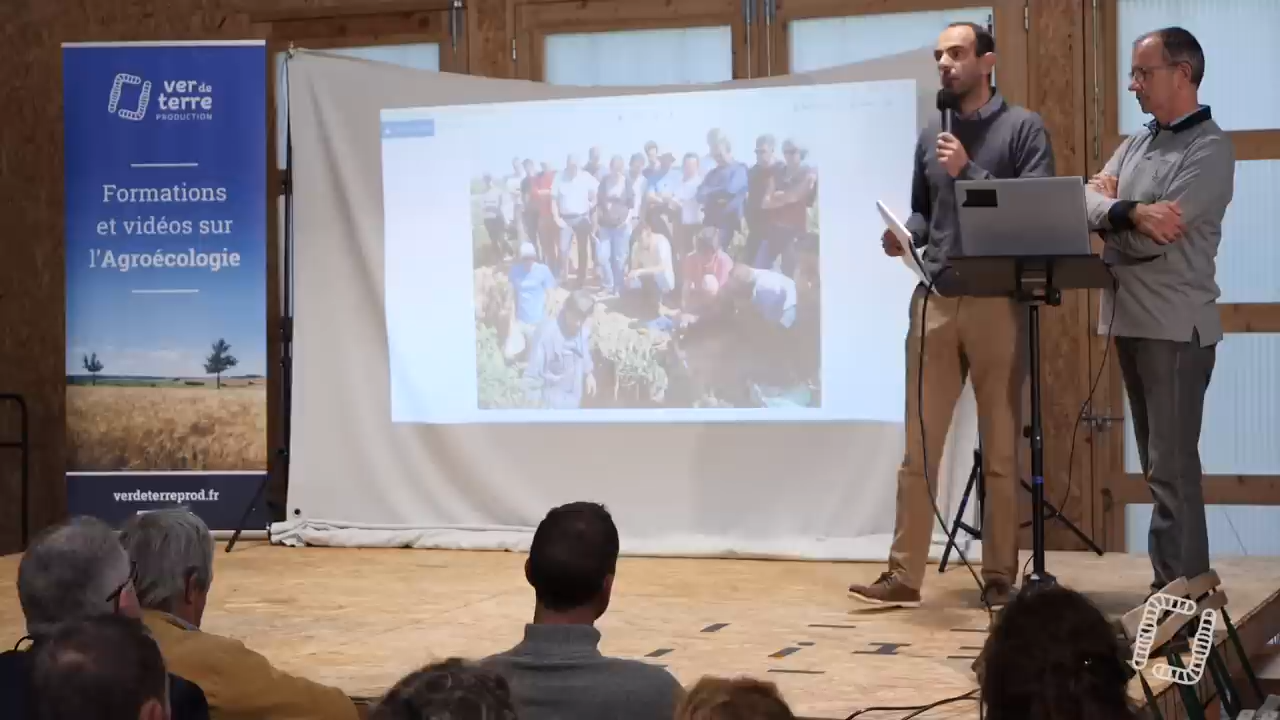 ver de
terre
PRODUCTION
Formations
et vidéos sur
l'Agroécologie
verdeterreprod.fr